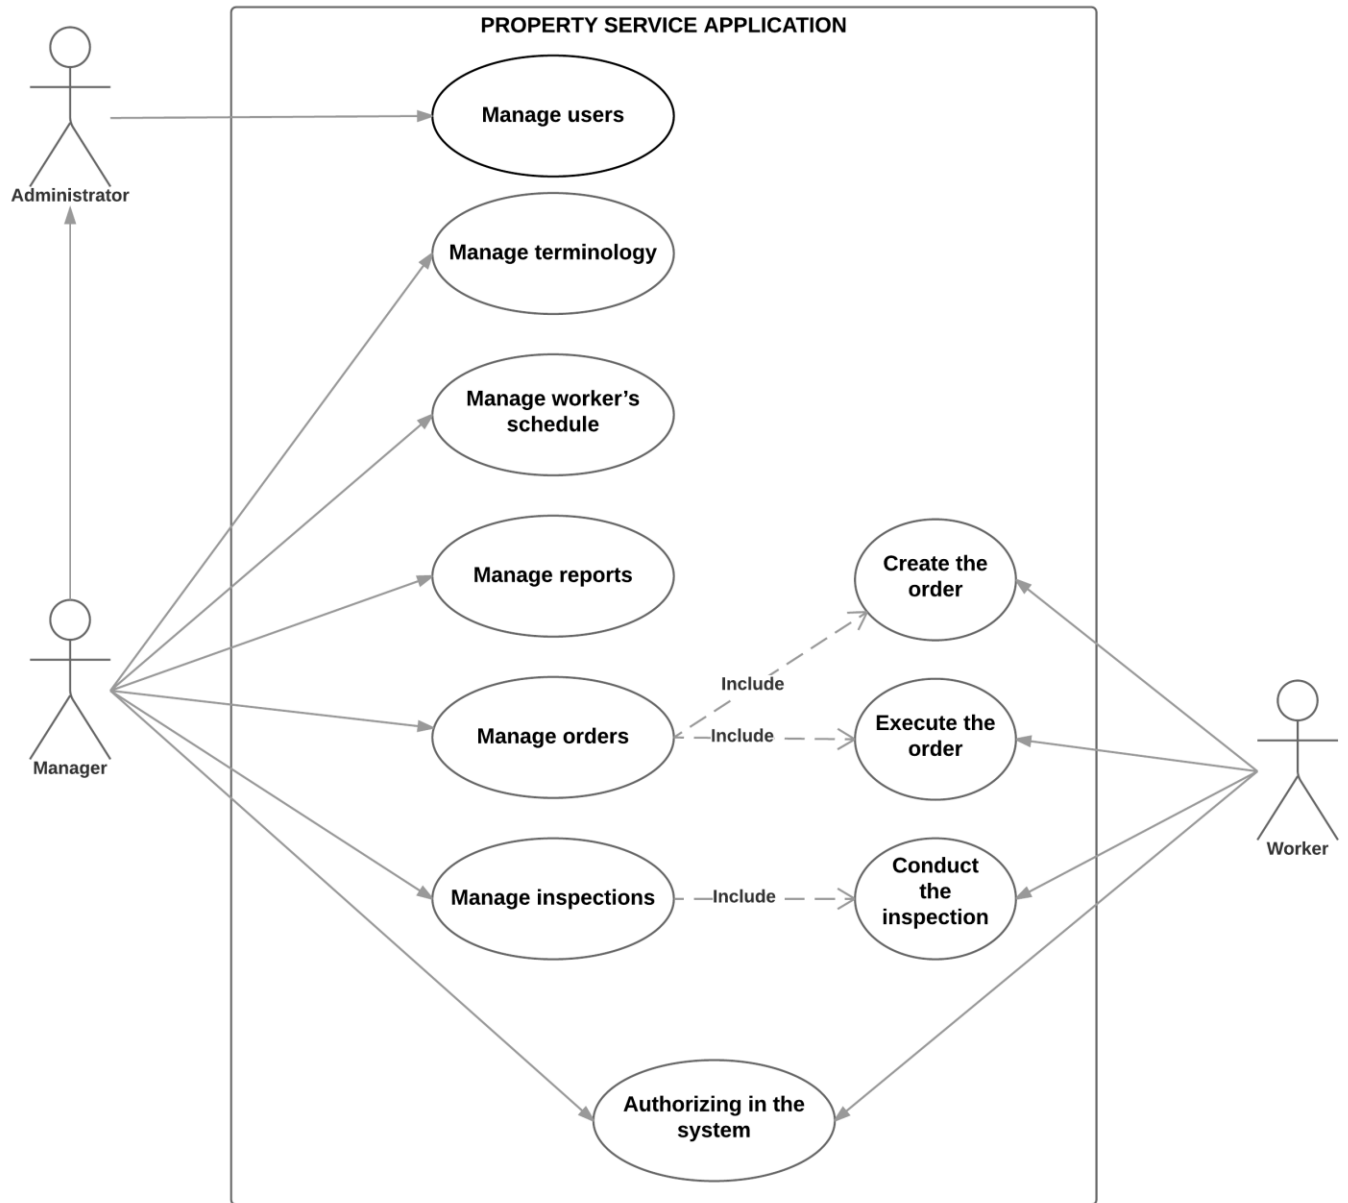 PROPERTY SERVICE APPLICATION
Manage users
Administrator
Manage terminology
Manage worker’s
schedule
Manage reports
Create the
order
Include
Manage orders
Include
Execute the
order
Manager
Worker
Manage inspections
Include
Conduct
the
inspection
Authorizing in the
system